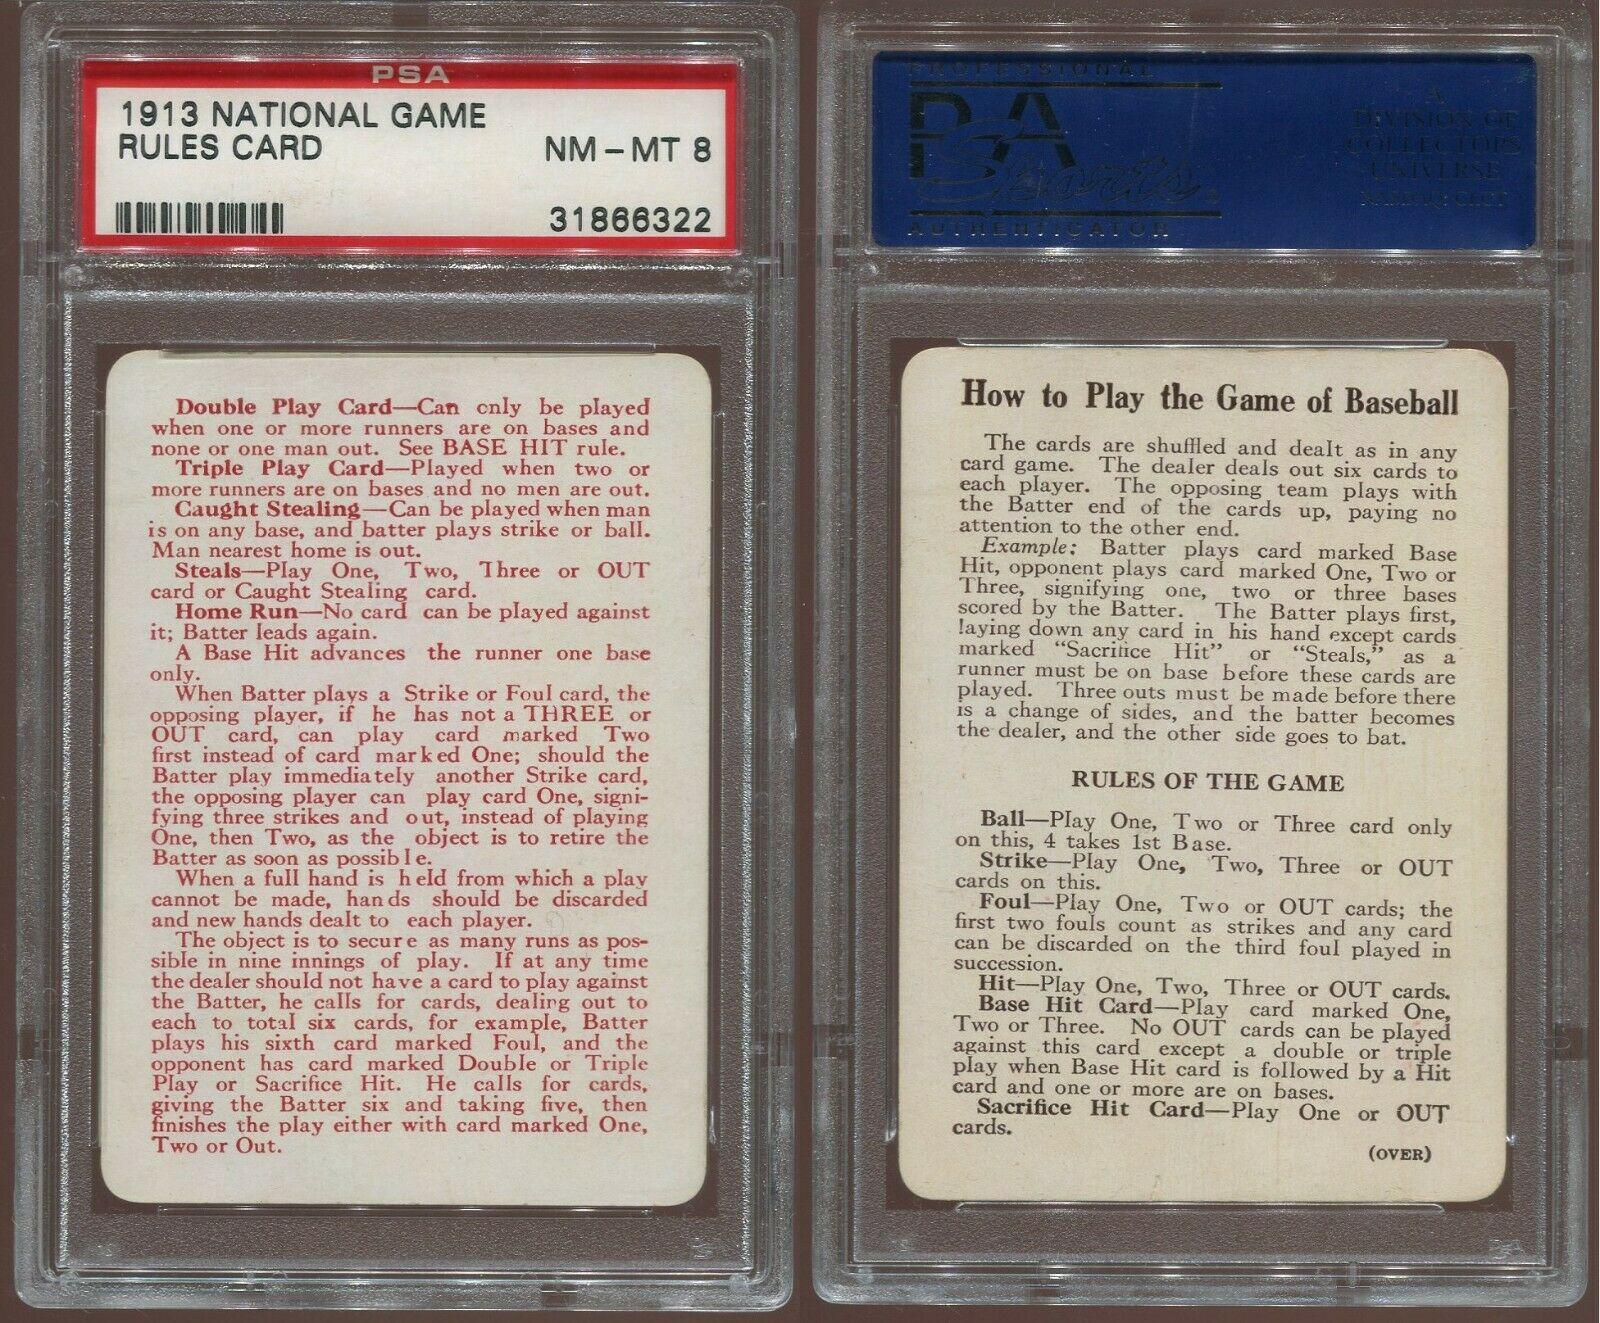 PSA
1913 NATIONAL GAME
RULES CARD
NM - MT 8
31866322
Double Play Card—Can only be played
when one or more runners are on bases and
none or one man out. See BASE HIT rule.
Triple Play Card—Played when two or
more runners are on bases and no men are out.
Caught Stealing—Can be played when man
is on any base, and batter plays strike or ball.
Man nearest home is out.
Steals—Play One, Two, Three or OUT
card or Caught Stealing card.
Home Run—No card can be played against
it; Batter leads again.
A Base Hit advances the runner one base
only.
When Batter plays a Strike or Foul card, the
opposing player, if he has not a THREE or
OUT card, can play card marked Two
first instead of card marked One; should the
Batter play immediately another Strike card,
the opposing player can play card One, signi-
fying three strikes and out, instead of playing
One, then Two, as the object is to retire the
Batter as soon as possible.
When a full hand is held from which a play
cannot be made, hands should be discarded
and new hands dealt to each player.
The object is to secure as many runs as pos-
sible in nine innings of play. If at any time
the dealer should not have a card to play against
the Batter, he calls for cards, dealing out to
each to total six cards, for example, Batter
plays his sixth card marked Foul, and the
opponent has card marked Double or Triple
Play or Sacrifice Hit. He calls for cards,
giving the Batter six and taking five, then
finishes the play either with card marked One,
Two or Out.
PROFESSIONAL
PSA
Sports
AUTHENTICATOR
A
DIVISION OF
COLLECTORS
UNIVERSE
NASDAQ: CLCT
How to Play the Game of Baseball
The cards are shuffled and dealt as in any
card game. The dealer deals out six cards to
each player. The opposing team plays with
the Batter end of the cards up, paying no
attention to the other end.
Example: Batter plays card marked Base
Hit, opponent plays card marked One, Two or
Three, signifying one, two or three bases
scored by the Batter. The Batter plays first,
laying down any card in his hand except cards
marked "Sacrifice Hit" or "Steals," as a
runner must be on base before these cards are
played. Three outs must be made before there
is a change of sides, and the batter becomes
the dealer, and the other side goes to bat.
RULES OF THE GAME
Ball—Play One, Two or Three card only
on this, 4 takes 1st Base.
Strike—Play One, Two, Three or OUT
cards on this.
Foul—Play One, Two or OUT cards; the
first two fouls count as strikes and any card
can be discarded on the third foul played in
succession.
Hit—Play One, Two, Three or OUT cards.
Base Hit Card—Play card marked One,
Two or Three. No OUT cards can be played
against this card except a double or triple
play when Base Hit card is followed by a Hit
card and one or more are on bases.
Sacrifice Hit Card—Play One or OUT
cards.
(OVER)